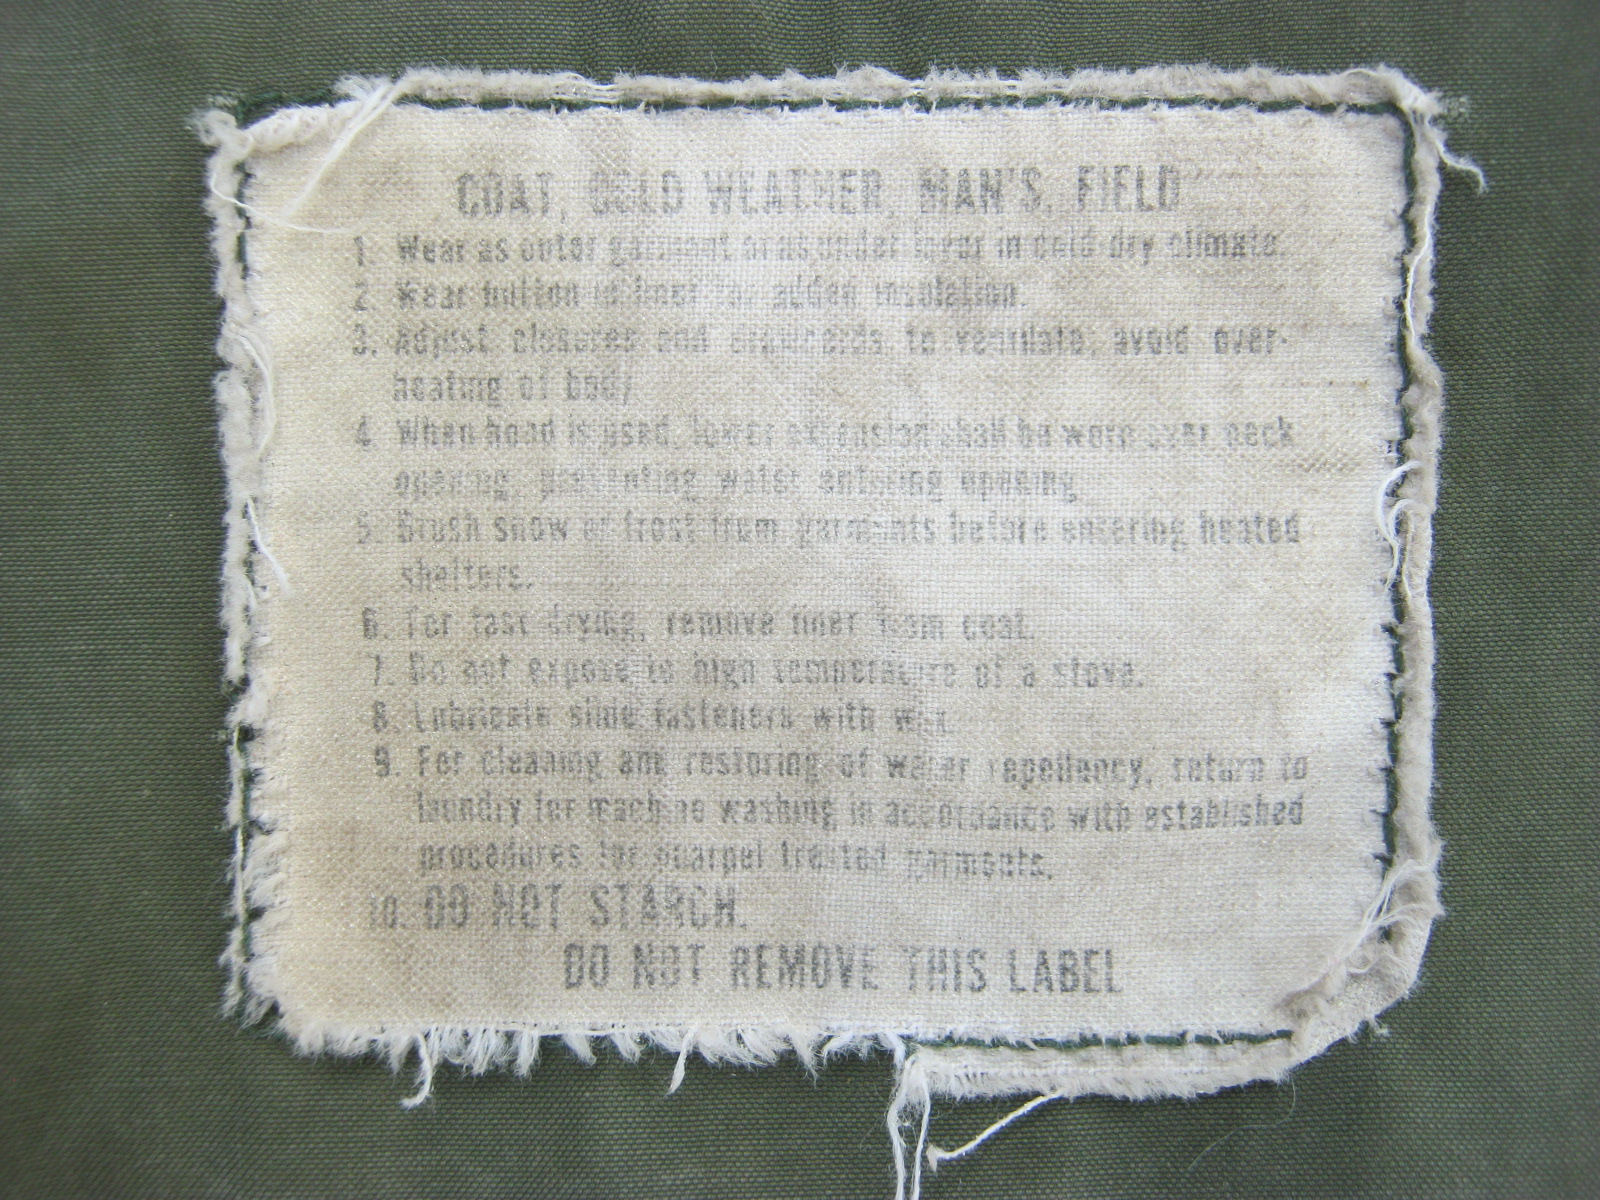 COAT, COLD WEATHER, MAN'S, FIELD
1. Wear as outer garment or as under layer in cold dry climate.
2. Wear button in liner for added insulation.
3. Adjust closures and drawcords to ventilate, avoid over-
heating of body
4. When hood is used, lower extension shall be worn over neck
opening, preventing water entering opening
5. Brush snow or frost from garments before entering heated
shelters.
6. For fast drying, remove liner from coat.
7. Do not expose to high temperature of a stove.
8. Lubricate slide fasteners with wax
9. For cleaning and restoring of water repellency, return to
laundry for machine washing in accordance with established
procedures for quarpel treated garments.
10. DO NOT STARCH.
DO NOT REMOVE THIS LABEL